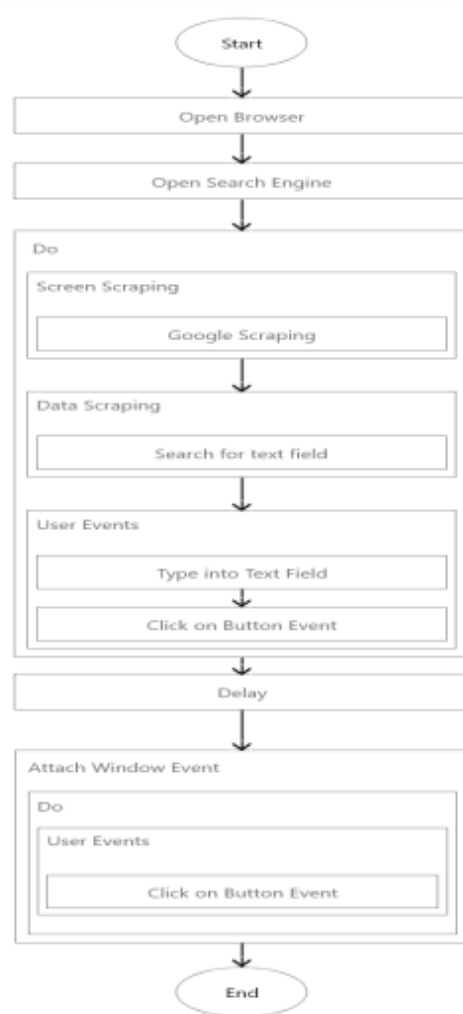 Start
Open Browser
Open Search Engine
Do
Screen Scraping
Google Scraping
Data Scraping
Search for text field
User Events
Type into Text Field
Click on Button Event
Delay
Attach Window Event
Do
User Events
Click on Button Event
End